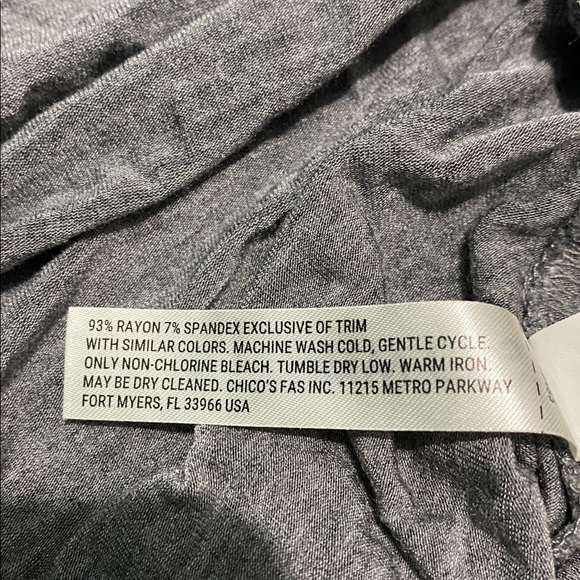 93% RAYON 7% SPANDEX EXCLUSIVE OF TRIM
WITH SIMILAR COLORS. MACHINE WASH COLD, GENTLE CYCLE.
ONLY NON-CHLORINE BLEACH. TUMBLE DRY LOW. WARM IRON.
MAY BE DRY CLEANED. CHICO'S FAS INC. 11215 METRO PARKWAY
FORT MYERS, FL 33966 USA